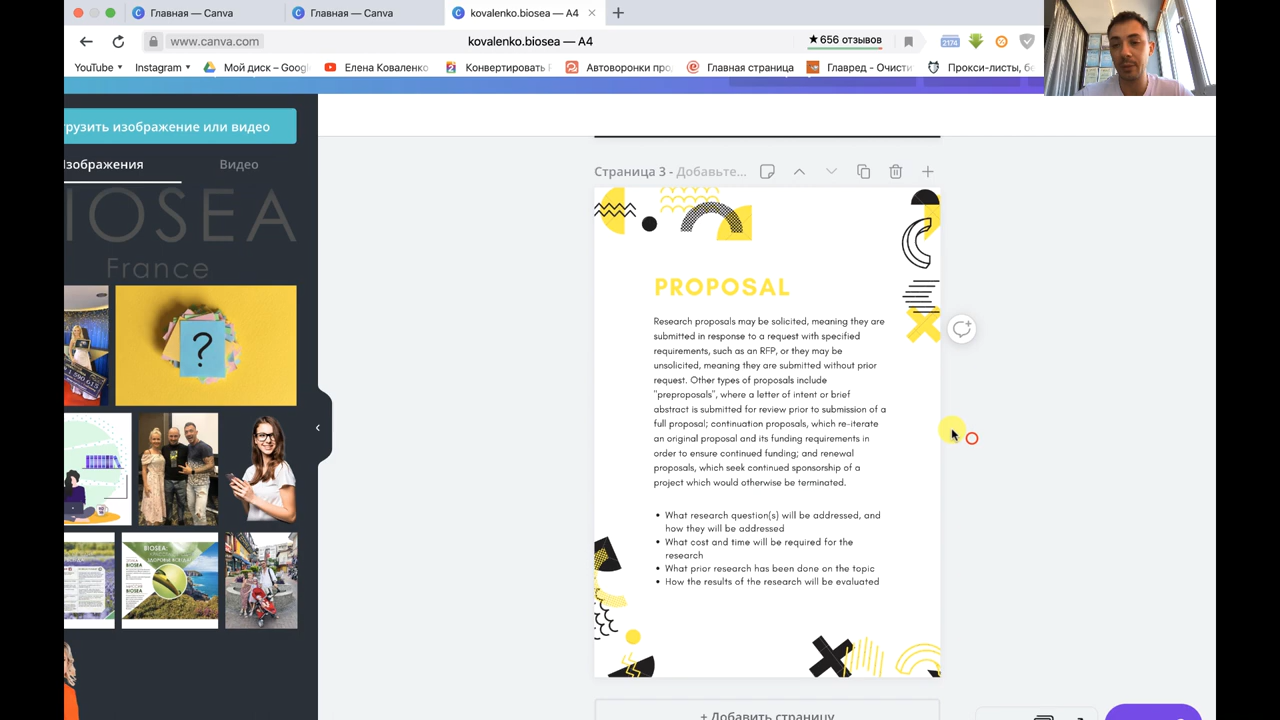 Главная — Canva
Главная — Canva
kovalenko.biosea — A4
www.canva.com
kovalenko.biosea — A4
★656 отзывов
2174
YouTube
Instagram
Мой диск – Google
Елена Коваленко
Конвертировать
Автоворонки про
Главная страница
Главред - Очисти
Прокси-листы, бе
грузить изображение или видео
Изображения
Видео
BIOSEA
France
?
BIOSEA
Страница 3 - Добавьте...
PROPOSAL
Research proposals may be solicited, meaning they are
submitted in response to a request with specified
requirements, such as an RFP, or they may be
unsolicited, meaning they are submitted without prior
request. Other types of proposals include
"preproposals", where a letter of intent or brief
abstract is submitted for review prior to submission of a
full proposal; continuation proposals, which re-iterate
an original proposal and its funding requirements in
order to ensure continued funding; and renewal
proposals, which seek continued sponsorship of a
project which would otherwise be terminated.
• What research question(s) will be addressed, and
how they will be addressed
• What cost and time will be required for the
research
• What prior research has been done on the topic
• How the results of the research will be evaluated
+ Добавить страницу